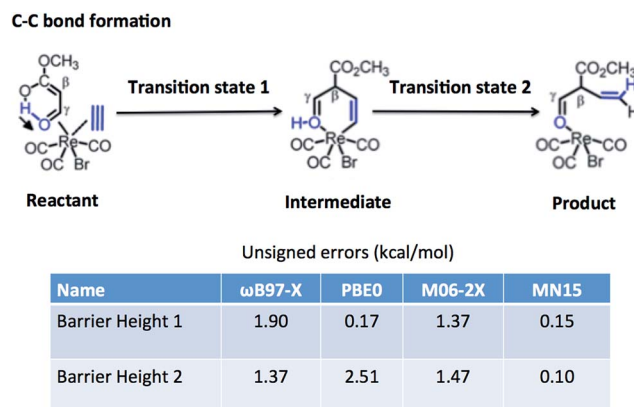 C-C bond formation
OCH3
C
β
O
H
O
γ
OC
Re
CO
OC
Br
Transition state 1
CO2CH3
γ
β
H-O
OC
Re
CO
OC
Br
Transition state 2
CO2CH3
γ
β
H
H
O
OC
Re
CO
OC
Br
Reactant
Intermediate
Product
Unsigned errors (kcal/mol)
Name ωB97-X PBE0 M06-2X MN15
Barrier Height 1 1.90 0.17 1.37 0.15
Barrier Height 2 1.37 2.51 1.47 0.10